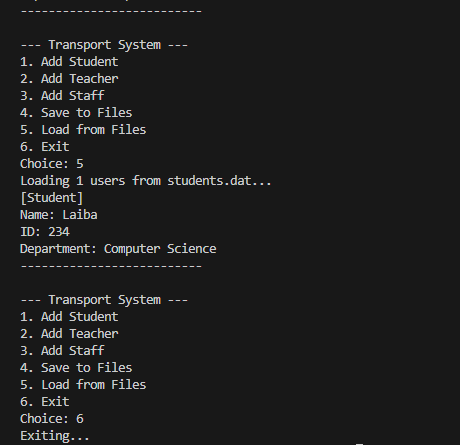 --------------------------
--- Transport System ---
1. Add Student
2. Add Teacher
3. Add Staff
4. Save to Files
5. Load from Files
6. Exit
Choice: 5
Loading 1 users from students.dat...
[Student]
Name: Laiba
ID: 234
Department: Computer Science
--------------------------
--- Transport System ---
1. Add Student
2. Add Teacher
3. Add Staff
4. Save to Files
5. Load from Files
6. Exit
Choice: 6
Exiting...